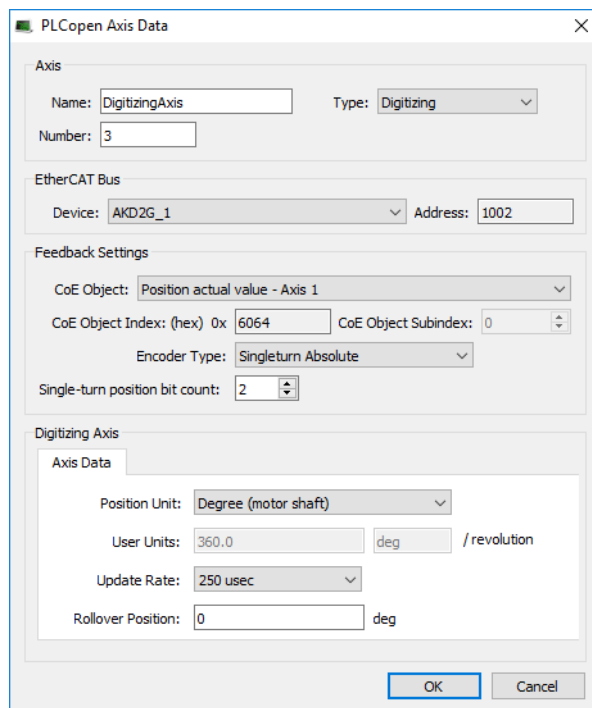 PLCopen Axis Data
Axis
Name: DigitizingAxis Type: Digitizing
Number: 3
EtherCAT Bus
Device: AKD2G_1 Address: 1002
Feedback Settings
CoE Object: Position actual value - Axis 1
CoE Object Index: (hex) 0x 6064 CoE Object Subindex: 0
Encoder Type: Singleturn Absolute
Single-turn position bit count: 2
Digitizing Axis
Axis Data
Position Unit: Degree (motor shaft)
User Units: 360.0 deg / revolution
Update Rate: 250 usec
Rollover Position: 0 deg
OK Cancel